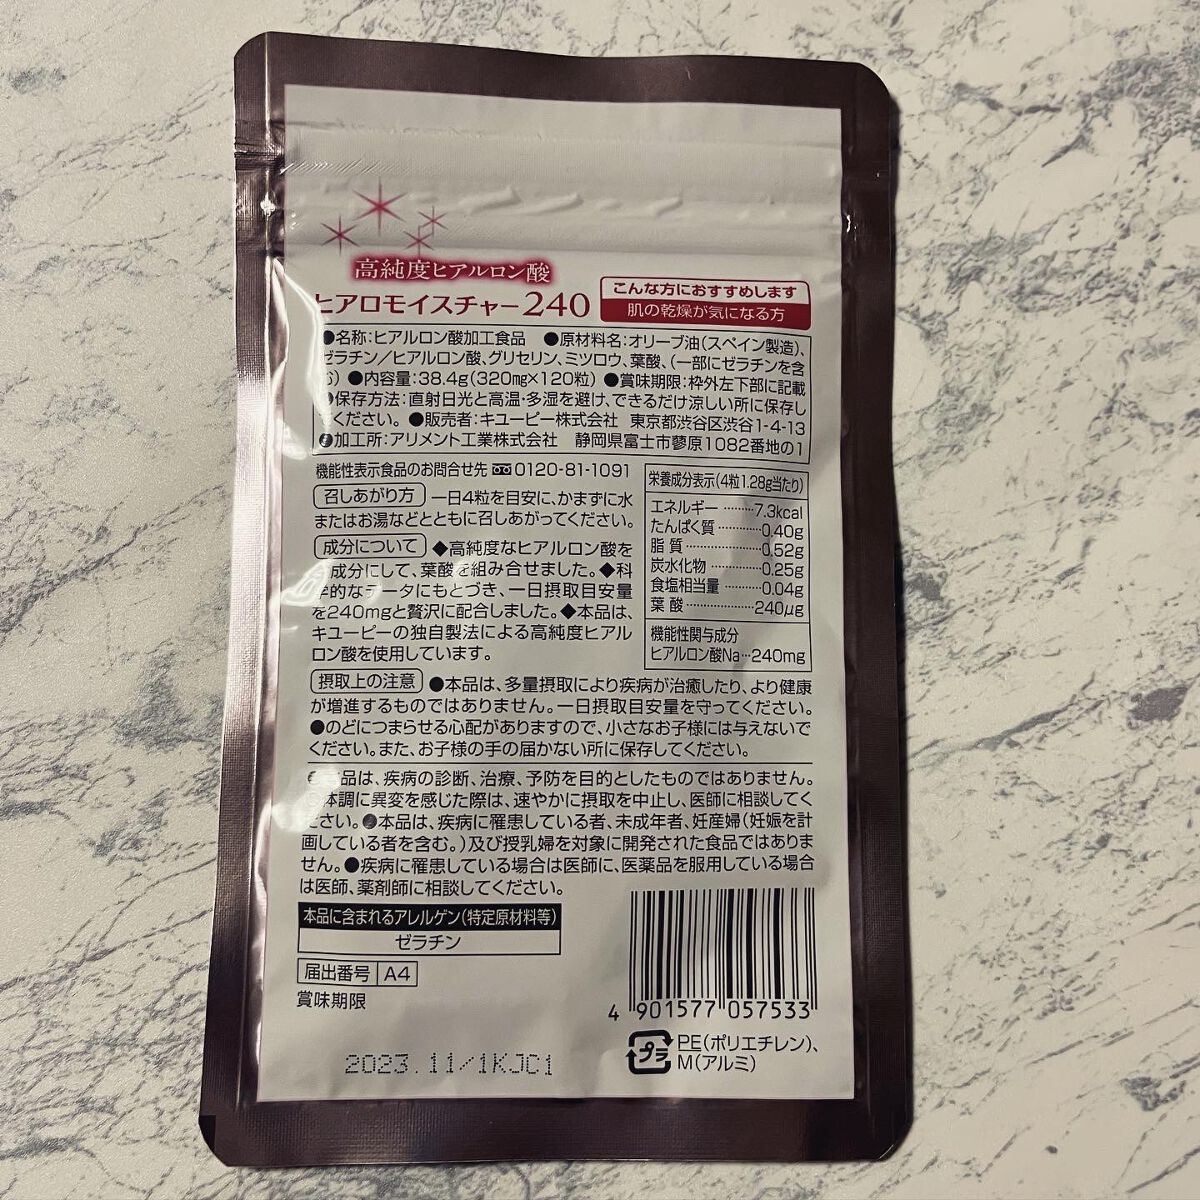 高純度ヒアルロン酸
ヒアロモイスチャー240
こんな方におすすめします
肌の乾燥が気になる方
●名称:ヒアルロン酸加工食品 ●原材料名:オリーブ油(スペイン製造)、
ゼラチン/ヒアルロン酸、グリセリン、ミツロウ、葉酸、(一部にゼラチンを含
む) ●内容量:38.4g(320mg×120粒) ●賞味期限:枠外左下部に記載
●保存方法:直射日光と高温・多湿を避け、できるだけ涼しい所に保存し
てください。 ●販売者:キユーピー株式会社 東京都渋谷区渋谷1-4-13
●加工所:アリメント工業株式会社 静岡県富士市蓼原1082番地の1
機能性表示食品のお問合せ先 0120-81-1091
召しあがり方 一日4粒を目安に、かまずに水
またはお湯などとともに召しあがってください。
成分について ◆高純度なヒアルロン酸を
成分にして、葉酸を組み合せました。◆科
学的なデータにもとづき、一日摂取目安量
を240mgと贅沢に配合しました。◆本品は、
キユーピーの独自製法による高純度ヒアル
ロン酸を使用しています。
栄養成分表示(4粒1.28g当たり)
エネルギー………7.3kcal
たんぱく質…………0.40g
脂質…………………0.52g
炭水化物……………0.25g
食塩相当量…………0.04g
葉酸…………………240μg
機能性関与成分
ヒアルロン酸Na…240mg
摂取上の注意 ●本品は、多量摂取により疾病が治癒したり、より健康
が増進するものではありません。一日摂取目安量を守ってください。
●のどにつまらせる心配がありますので、小さなお子様には与えないで
ください。また、お子様の手の届かない所に保存してください。
●本品は、疾病の診断、治療、予防を目的としたものではありません。
●体調に異変を感じた際は、速やかに摂取を中止し、医師に相談してく
ださい。●本品は、疾病に罹患している者、未成年者、妊産婦(妊娠を計
画している者を含む。)及び授乳婦を対象に開発された食品ではありま
せん。●疾病に罹患している場合は医師に、医薬品を服用している場合
は医師、薬剤師に相談してください。
本品に含まれるアレルゲン(特定原材料等)
ゼラチン
届出番号 A4
賞味期限
2023.11/1KJC1
4 901577 057533
プラ
PE(ポリエチレン)、
M(アルミ)